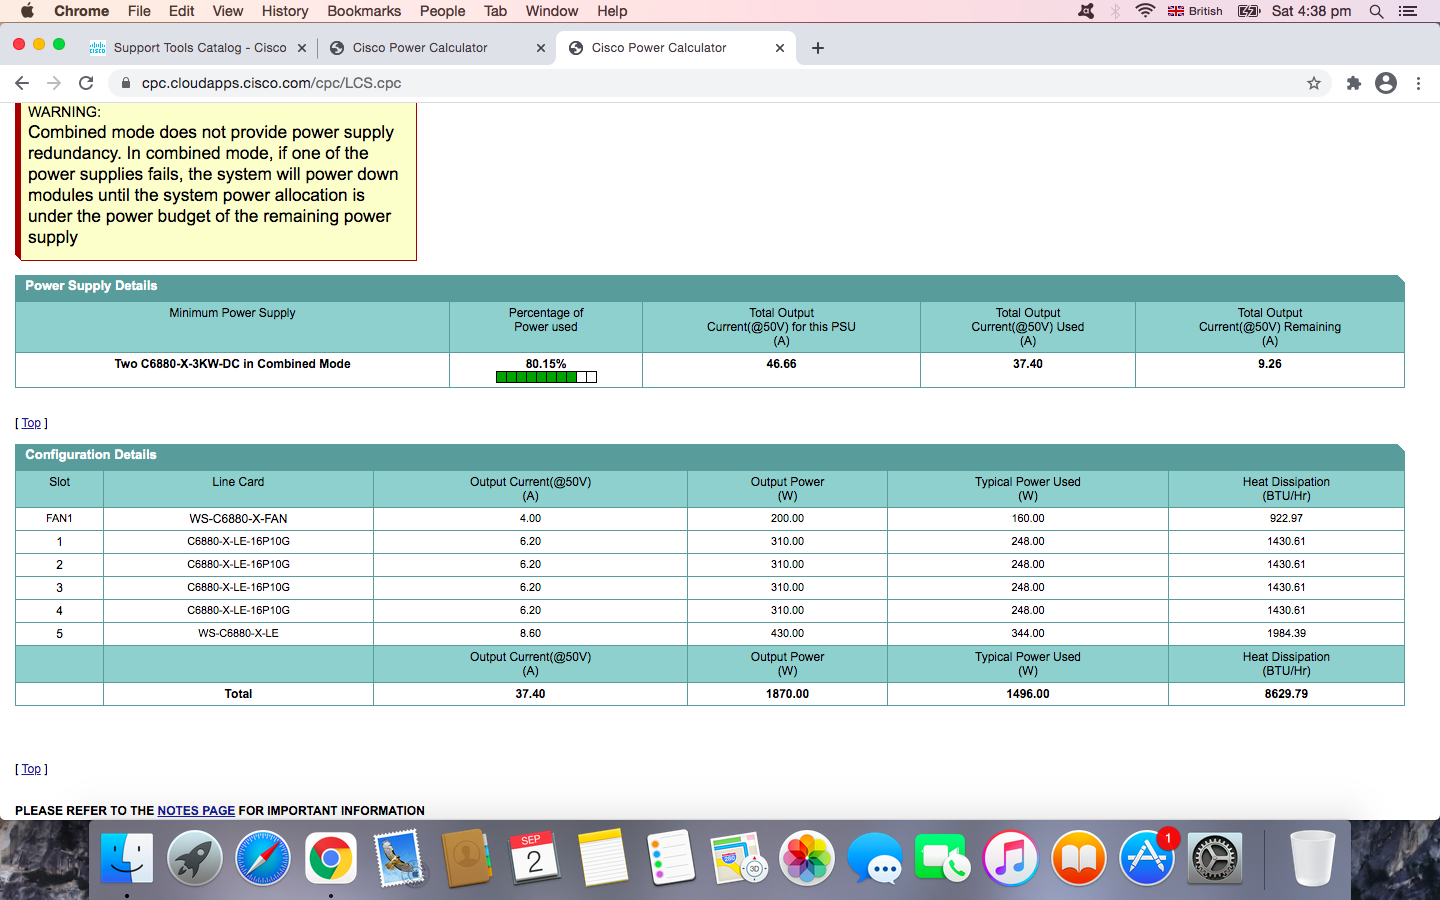 Chrome File Edit View History Bookmarks People Tab Window Help British Sat 4:38 pm
CISCO Support Tools Catalog - Cisco Cisco Power Calculator Cisco Power Calculator
cpc.cloudapps.cisco.com/cpc/LCS.cpc
WARNING:
Combined mode does not provide power supply
redundancy. In combined mode, if one of the
power supplies fails, the system will power down
modules until the system power allocation is
under the power budget of the remaining power
supply
Power Supply Details
Minimum Power Supply Percentage of Power used Total Output Current(@50V) for this PSU (A) Total Output Current(@50V) Used (A) Total Output Current(@50V) Remaining (A)
Two C6880-X-3KW-DC in Combined Mode 80.15% 46.66 37.40 9.26
[ Top ]
Configuration Details
Slot Line Card Output Current(@50V) (A) Output Power (W) Typical Power Used (W) Heat Dissipation (BTU/Hr)
FAN1 WS-C6880-X-FAN 4.00 200.00 160.00 922.97
1 C6880-X-LE-16P10G 6.20 310.00 248.00 1430.61
2 C6880-X-LE-16P10G 6.20 310.00 248.00 1430.61
3 C6880-X-LE-16P10G 6.20 310.00 248.00 1430.61
4 C6880-X-LE-16P10G 6.20 310.00 248.00 1430.61
5 WS-C6880-X-LE 8.60 430.00 344.00 1984.39
Output Current(@50V) (A) Output Power (W) Typical Power Used (W) Heat Dissipation (BTU/Hr)
Total 37.40 1870.00 1496.00 8629.79
[ Top ]
PLEASE REFER TO THE NOTES PAGE FOR IMPORTANT INFORMATION
SEP
2
280
3D
1